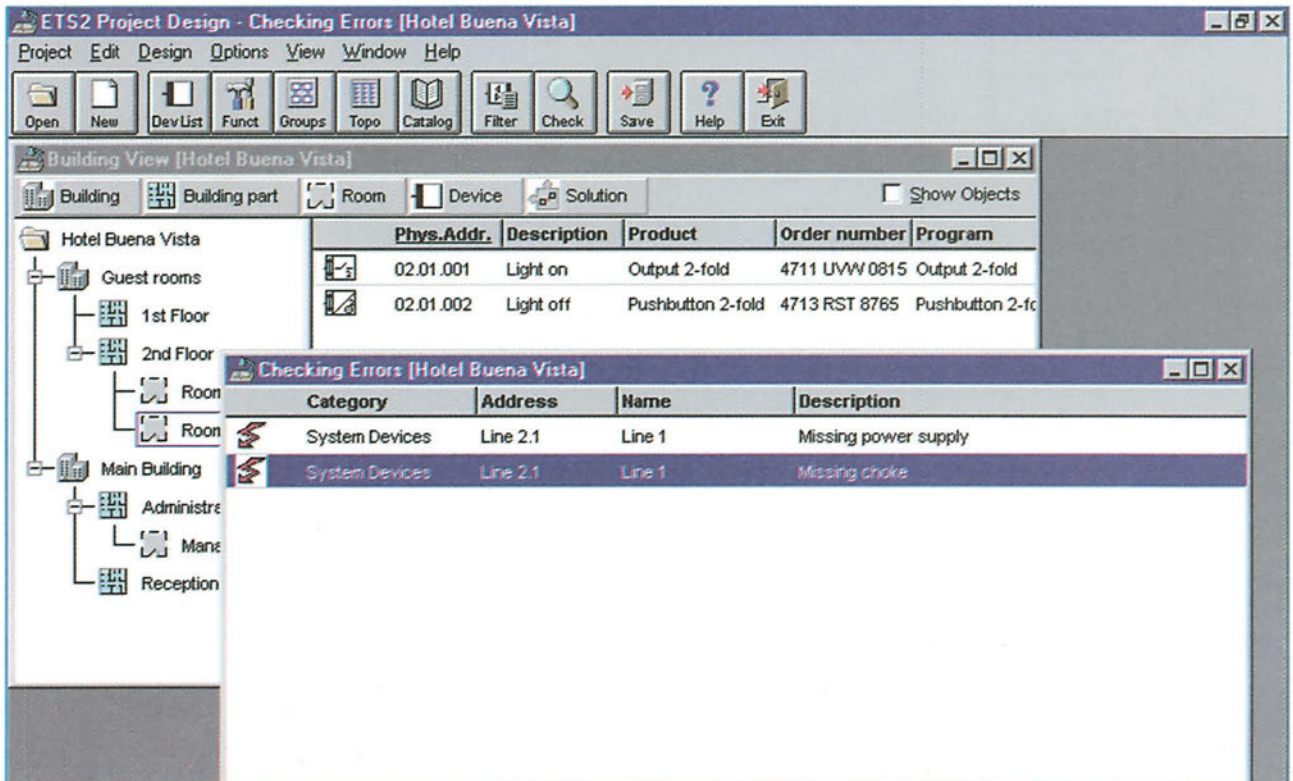 ETS2 Project Design - Checking Errors [Hotel Buena Vista]
Project Edit Design Options View Window Help
Open New Dev List Funct Groups Topo Catalog Filter Check Save Help Exit
Building View [Hotel Buena Vista]
Building Building part Room Device Solution Show Objects
Hotel Buena Vista
Guest rooms
1st Floor
2nd Floor
Room
Room
Main Building
Reception
Phys.Addr. Description Product Order number Program
02.01.001 Light on Output 2-fold 4711 UVW 0815 Output 2-fold
02.01.002 Light off Pushbutton 2-fold 4713 RST 8765 Pushbutton
Checking Errors [Hotel Buena Vista]
Category Address Name Description
System Devices Line 2.1 Line 1 Missing power supply
System Devices Line 2.1 Line 1 Missing choke